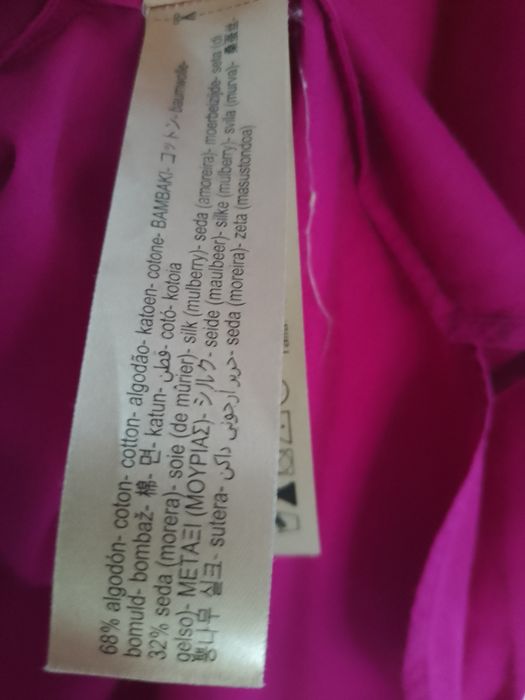 68% algodón- coton- cotton- algodão- katoen- cotone- BAMBAKI- コットン- baumwolle-
bomuld- bombaž- 棉- 면- katun- قطن- cotó- kotoia
32% seda (morera)- soie (de mûrier)- silk (mulberry)- seda (amoreira)- moerbeizijde- seta (di
gelso)- ΜΕΤΑΞΙ (ΜΟΥΡΙΑΣ)- シルク- seide (maulbeer)- silke (mulberry)- svila (murva)- 桑蚕丝-
뽕나무 실크- sutera- حرير أرجوني داكن- seda (moreira)- zeta (masustondoa)